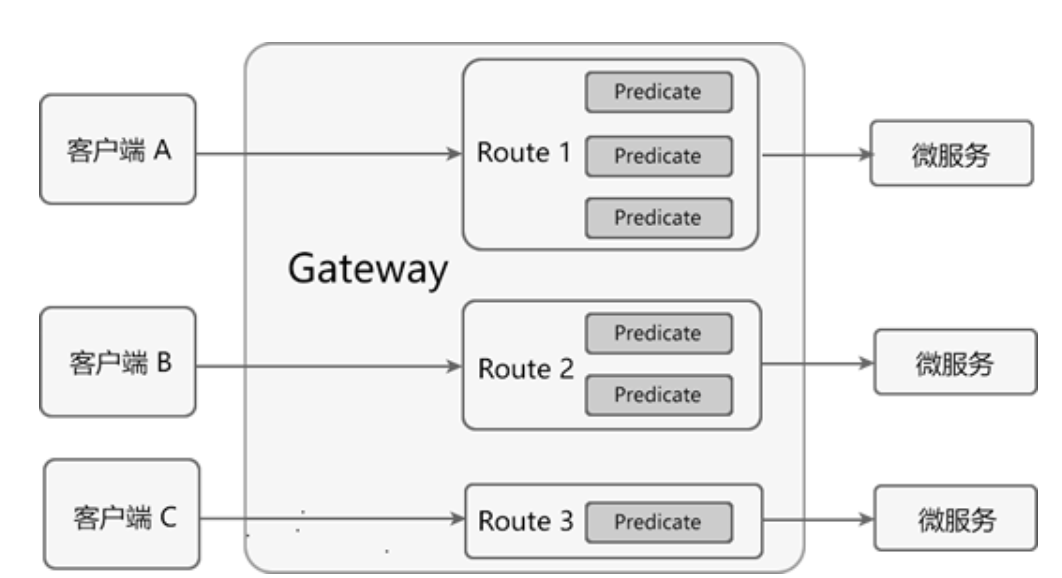 客户端 A
Route 1
Predicate
Predicate
Predicate
微服务
Gateway
客户端 B
Route 2
Predicate
Predicate
微服务
客户端 C
Route 3
Predicate
微服务